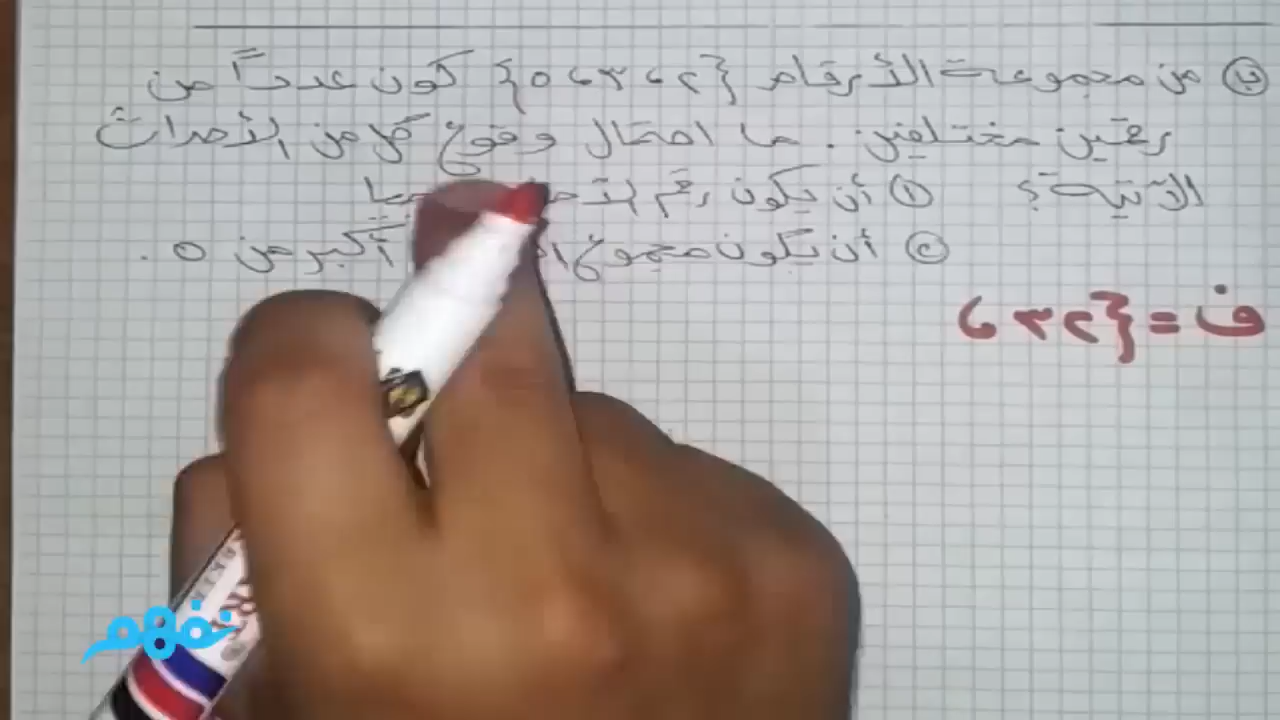 ب من مجموعة الأرقام {٢ ، ٣ ، ٥} كون عدداً من
رقمين مختلفين . ما احتمال وقوع كل من الأحداث
الآتية ؟ ① أن يكون رقم
② أن يكون مجموع أكبر من ٥ .
ف = { ٢ ٣ ،
نفهم